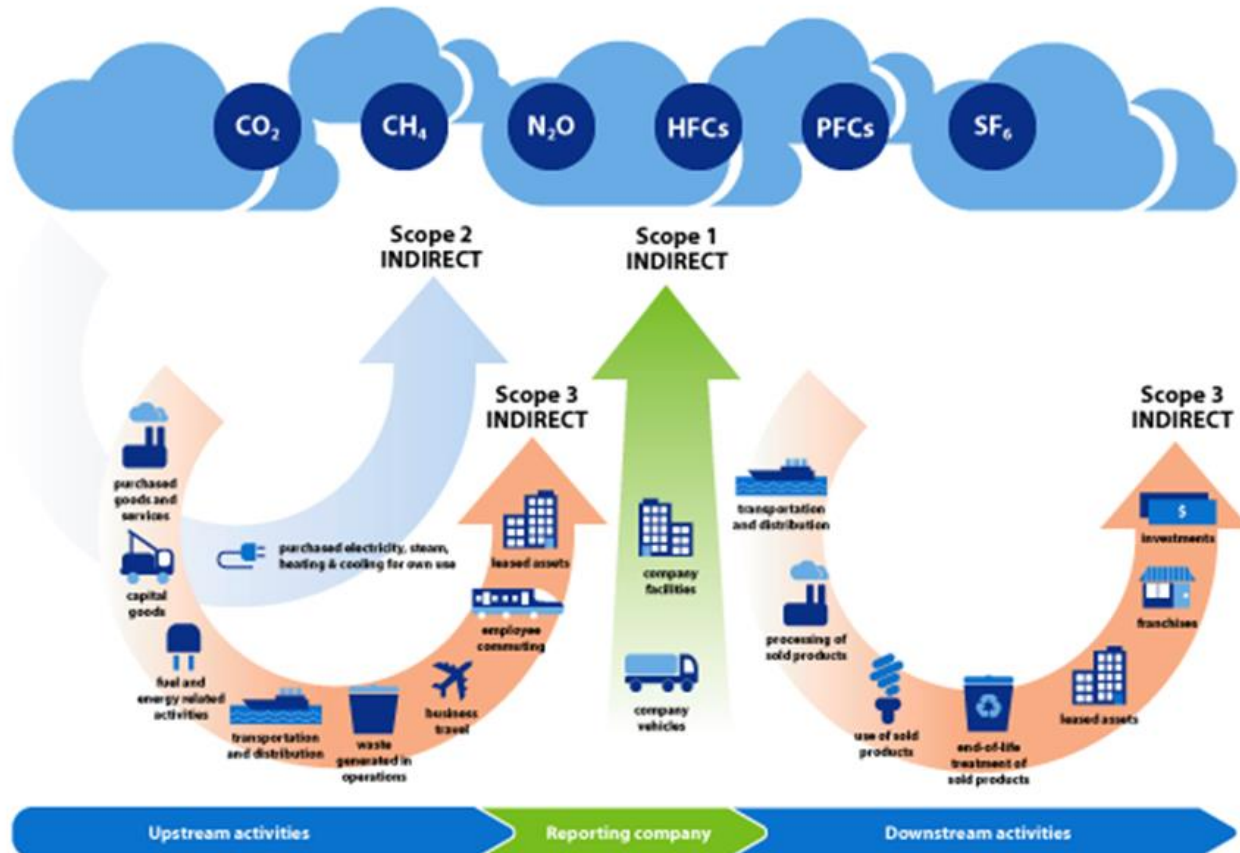 CO₂ CH₄ N₂O HFCs PFCs SF₆
Scope 2
INDIRECT
Scope 1
INDIRECT
Scope 3
INDIRECT
Scope 3
INDIRECT
purchased
goods and
services
capital
goods
fuel and
energy related
activities
transportation
and distribution
waste
generated in
operations
business
travel
employee
commuting
leased assets
purchased electricity, steam,
heating & cooling for own use
company
facilities
company
vehicles
transportation
and distribution
processing of
sold products
use of sold
products
end-of-life
treatment of
sold products
leased assets
franchises
$
investments
Upstream activities
Reporting company
Downstream activities